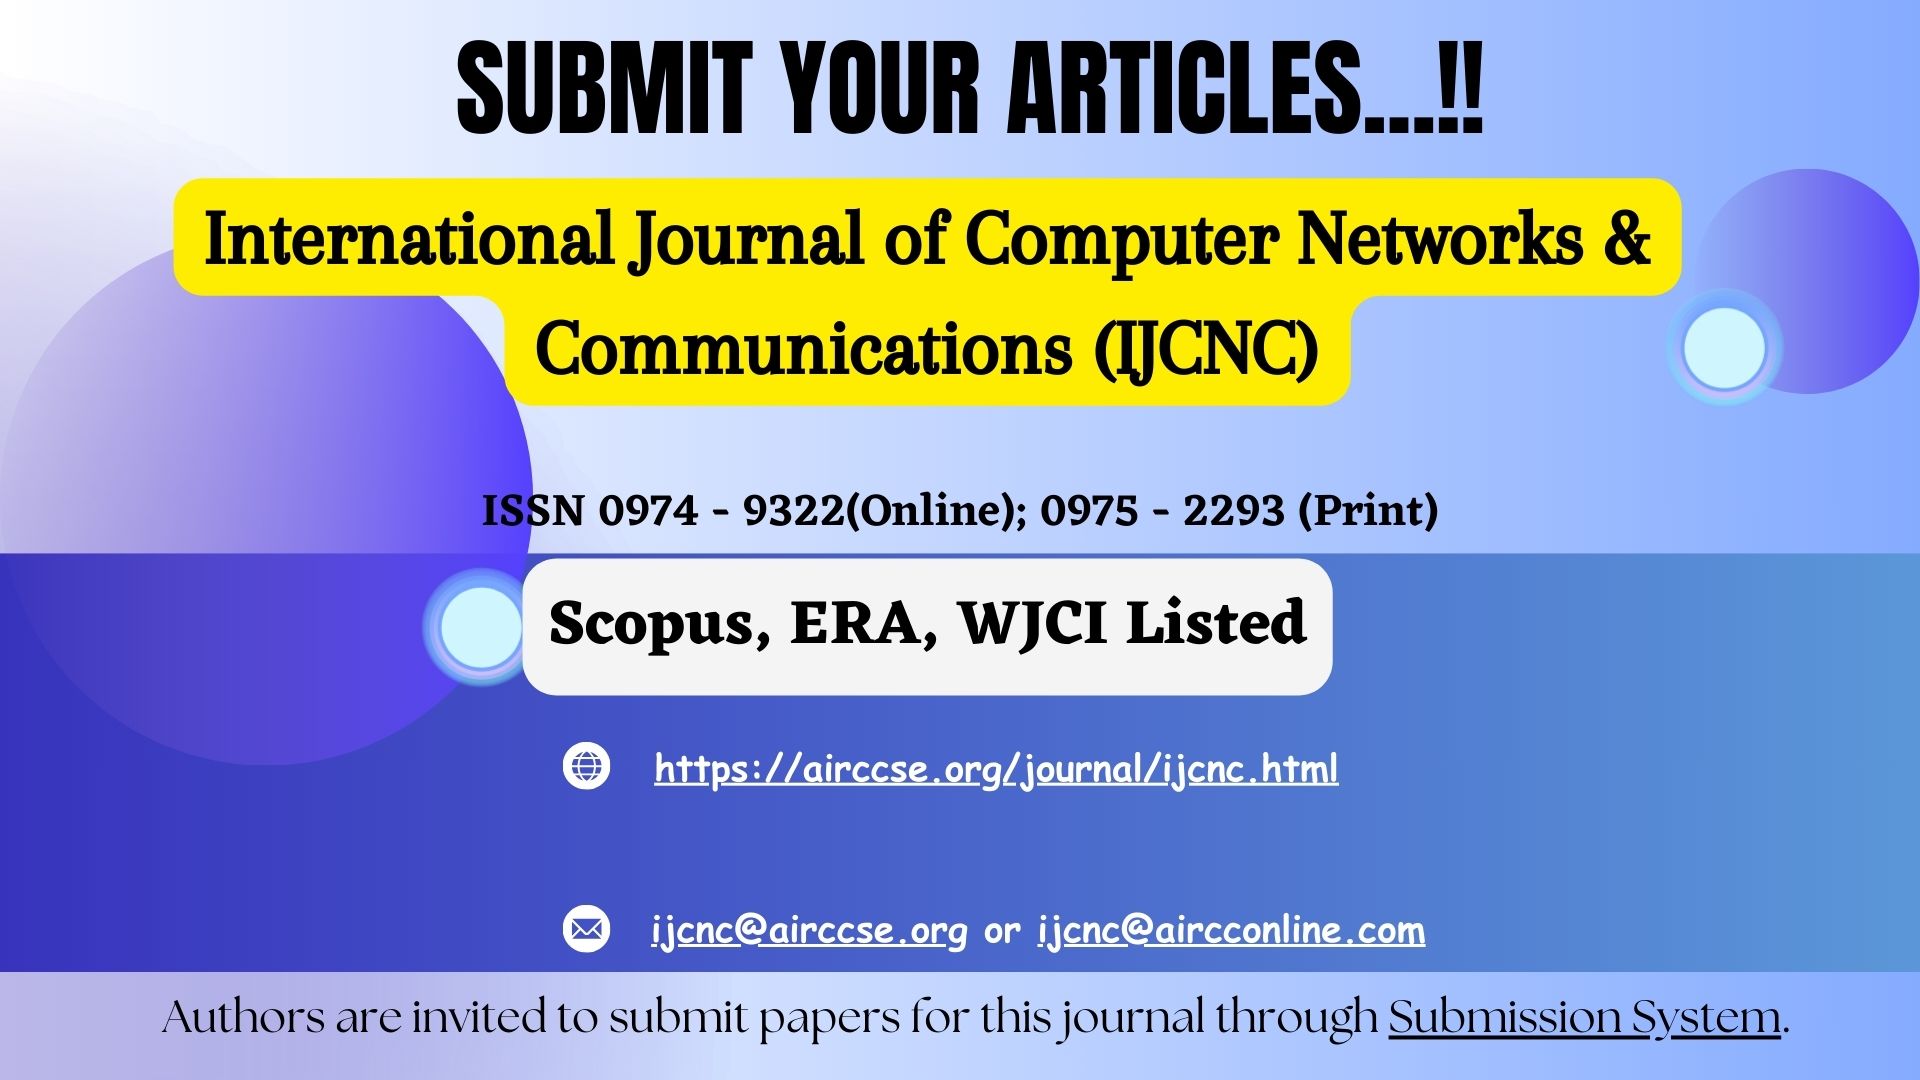 SUBMIT YOUR ARTICLES...!!
International Journal of Computer Networks &
Communications (IJCNC)
ISSN 0974 - 9322(Online); 0975 - 2293 (Print)
Scopus, ERA, WJCI Listed
https://airccse.org/journal/ijcnc.html
ijcnc@airccse.org or ijcnc@aircconline.com
Authors are invited to submit papers for this journal through Submission System.